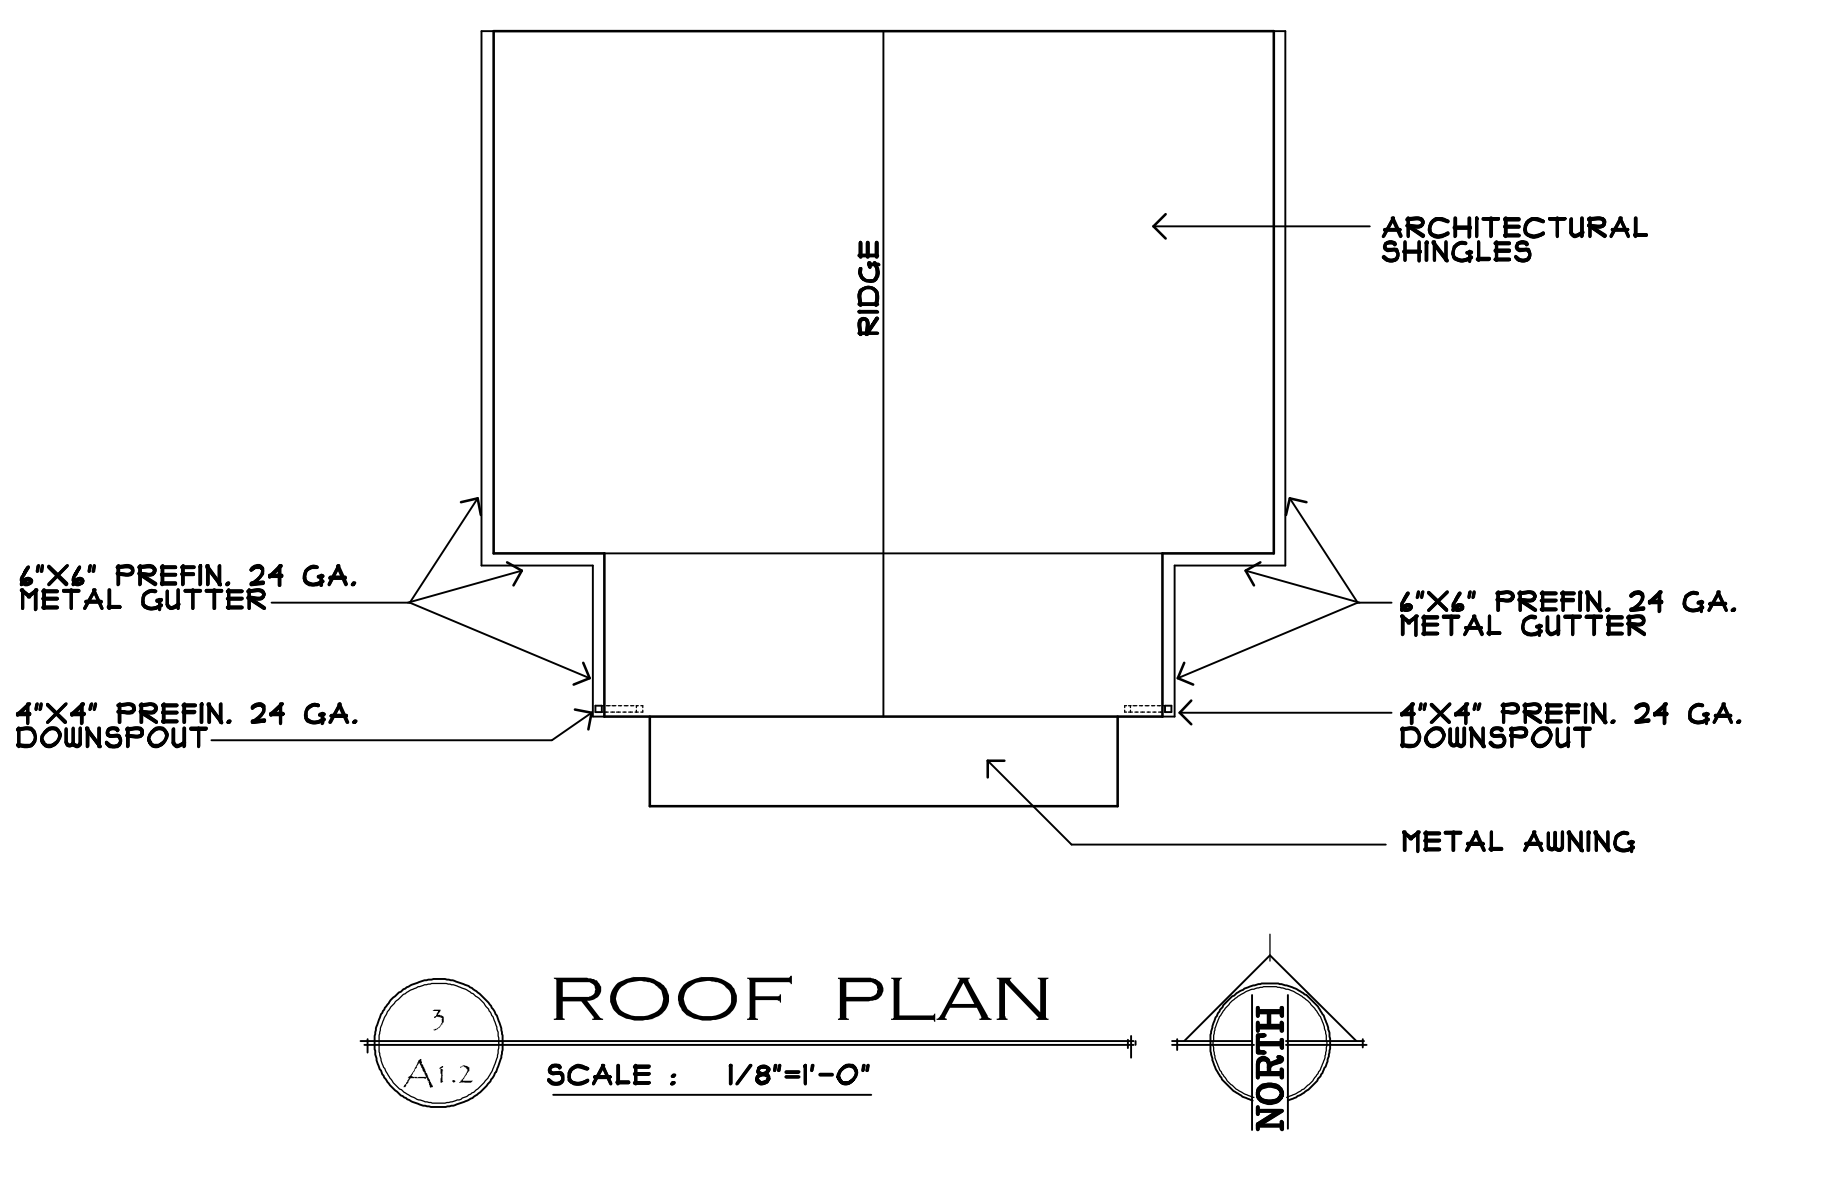 ARCHITECTURAL
SHINGLES
RIDGE
6"X6" PREFIN. 24 GA.
METAL GUTTER
6"X6" PREFIN. 24 GA.
METAL GUTTER
4"X4" PREFIN. 24 GA.
DOWNSPOUT
4"X4" PREFIN. 24 GA.
DOWNSPOUT
METAL AWNING
3
A1.2
ROOF PLAN
SCALE : 1/8"=1'-0"
NORTH